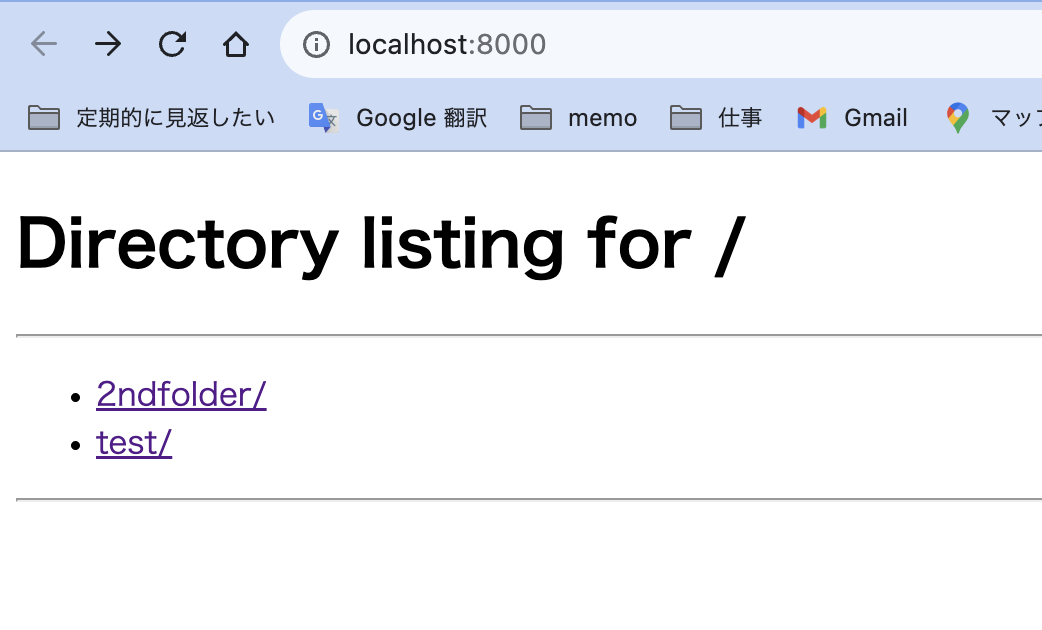 localhost:8000
定期的に見返したい Google 翻訳 memo 仕事 Gmail マップ
Directory listing for /
2ndfolder/
test/